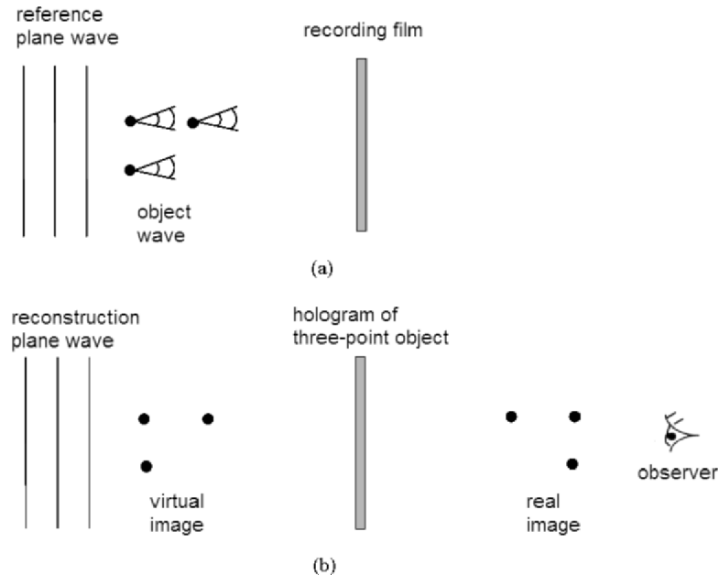 reference
plane wave
recording film
object
wave
(a)
reconstruction
plane wave
hologram of
three-point object
virtual
image
real
image
observer
(b)